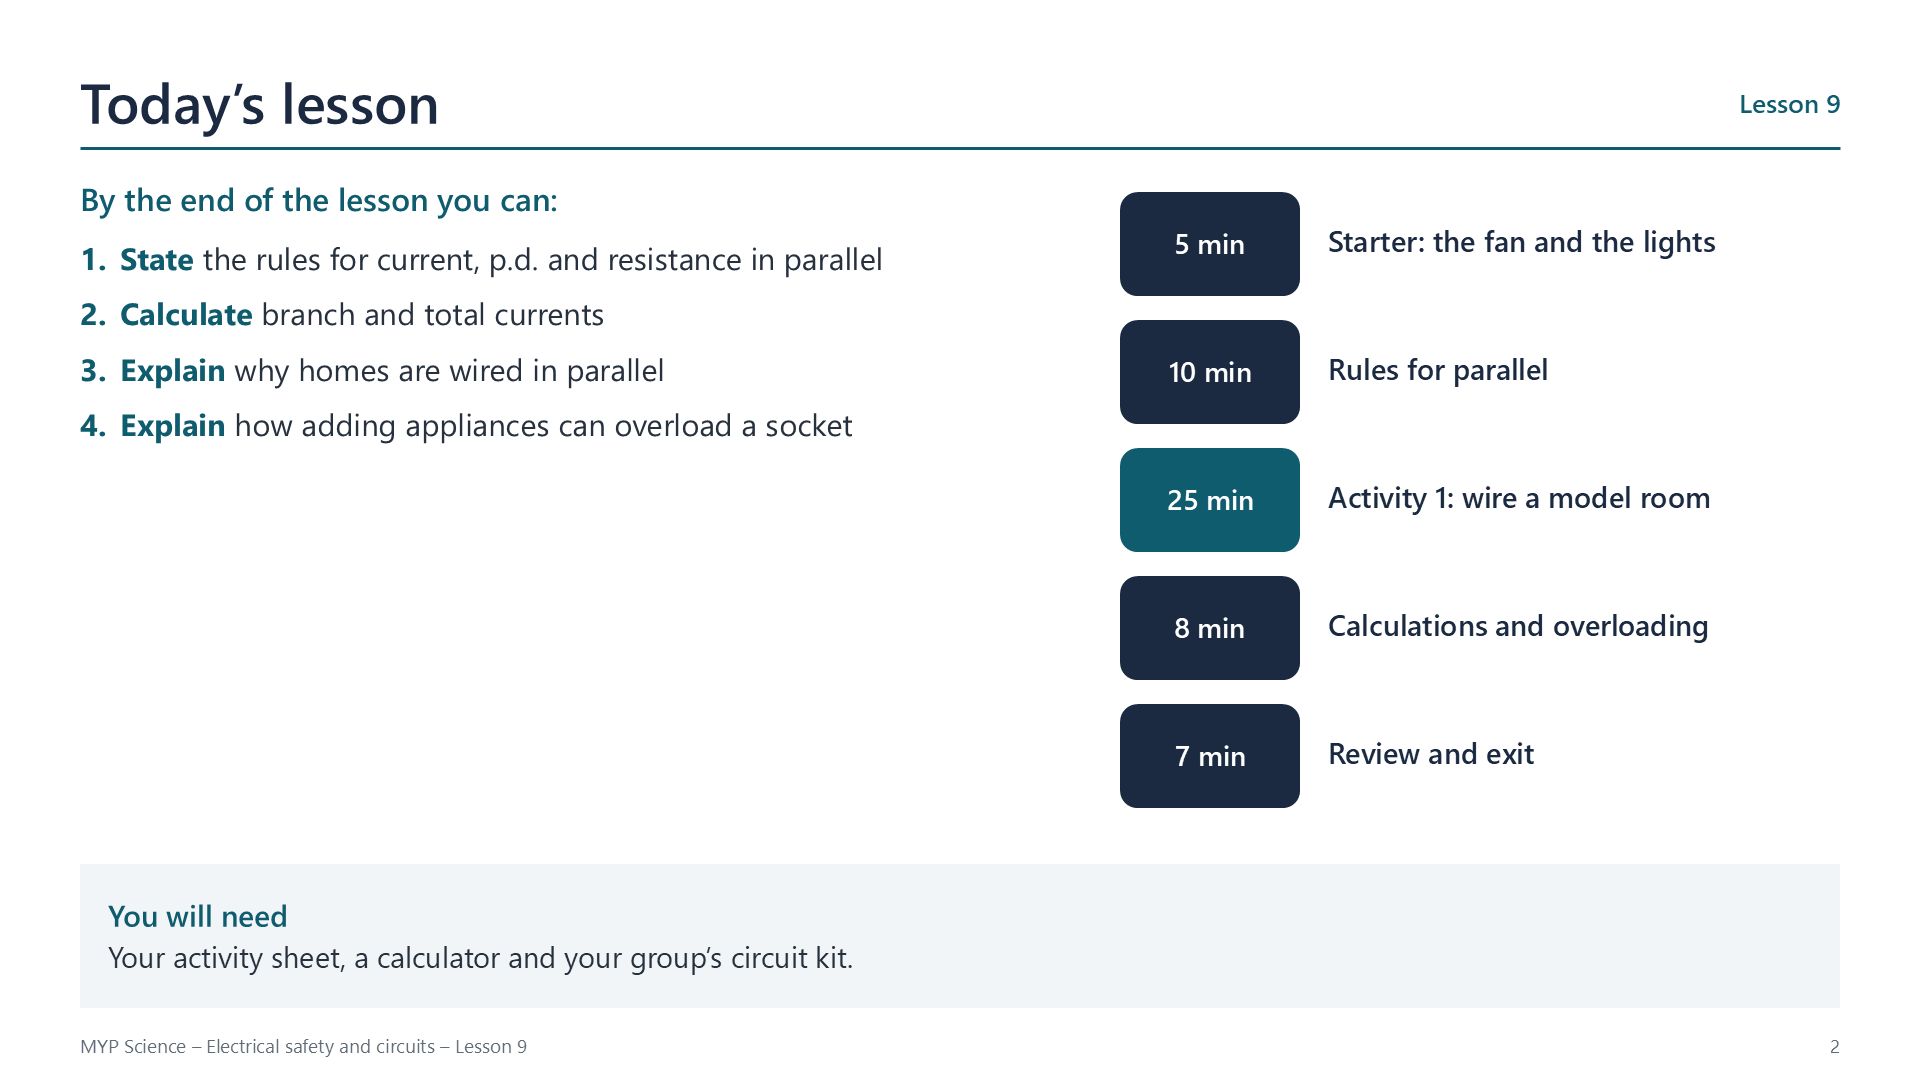 Today’s lesson
Lesson 9
By the end of the lesson you can:
1. State the rules for current, p.d. and resistance in parallel
2. Calculate branch and total currents
3. Explain why homes are wired in parallel
4. Explain how adding appliances can overload a socket
5 min
Starter: the fan and the lights
10 min
Rules for parallel
25 min
Activity 1: wire a model room
8 min
Calculations and overloading
7 min
Review and exit
You will need
Your activity sheet, a calculator and your group’s circuit kit.
MYP Science – Electrical safety and circuits – Lesson 9
2